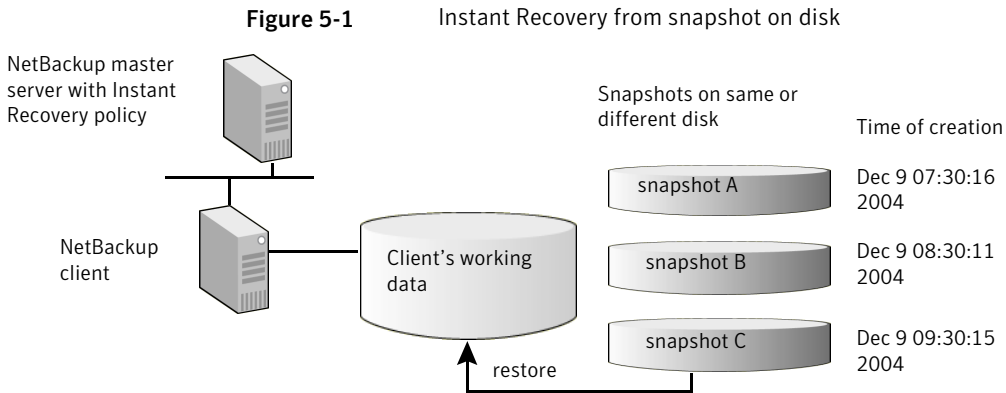 Figure 5-1 Instant Recovery from snapshot on disk
NetBackup master
server with Instant
Recovery policy
Snapshots on same or
different disk
Time of creation
snapshot A
Dec 9 07:30:16
2004
NetBackup
client
Client's working
data
snapshot B
Dec 9 08:30:11
2004
snapshot C
Dec 9 09:30:15
2004
restore